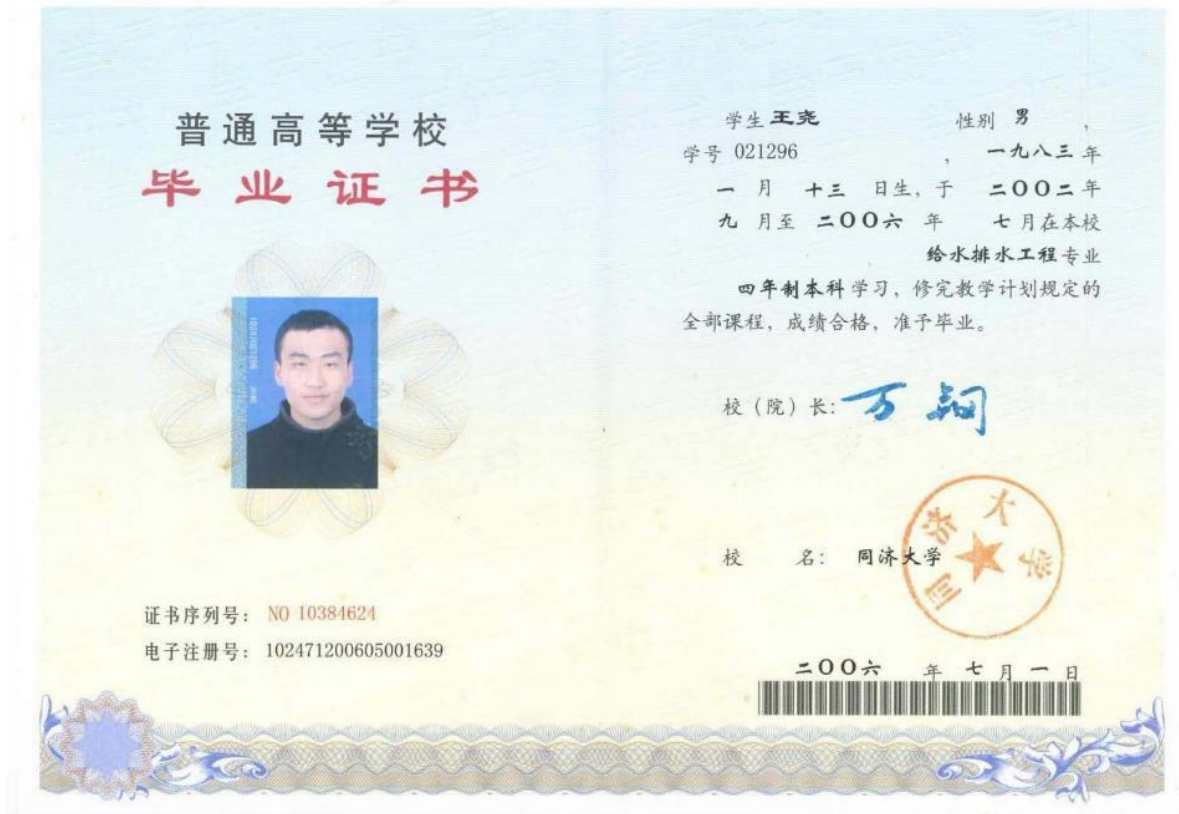 普通高等学校
毕业证书
证书序列号: NO 10384624
电子注册号: 102471200605001639
学生 王尧 性别 男 ,
学号 021296 , 一九八三 年
一 月 十三 日生, 于 二〇〇二 年
九 月至 二〇〇六 年 七 月在本校
给水排水工程 专业
四年制本科 学习, 修完教学计划规定的
全部课程, 成绩合格, 准予毕业。
校(院)长: 万钢
校 名: 同济大学
同济大学
二〇〇六 年 七 月 一 日